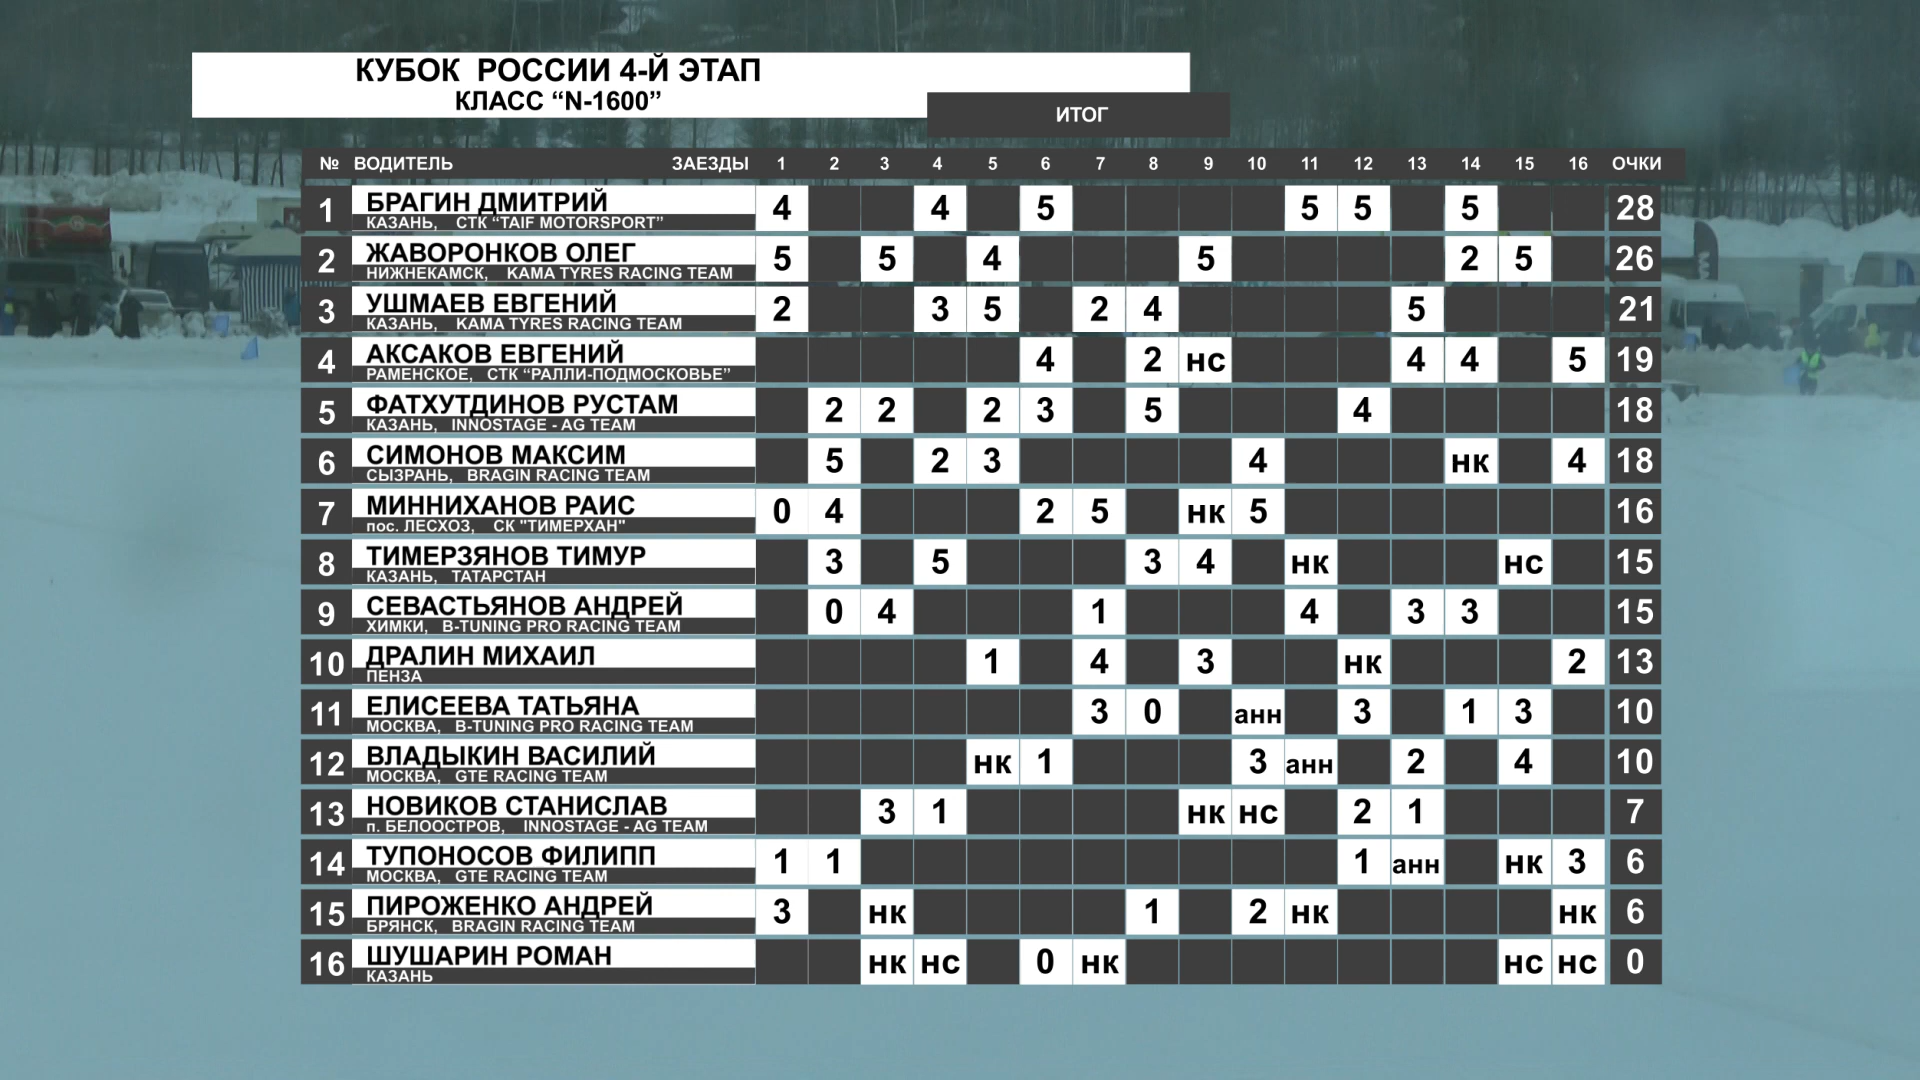 КУБОК РОССИИ 4-Й ЭТАП
КЛАСС “N-1600”
ИТОГ
№ ВОДИТЕЛЬ ЗАЕЗДЫ 1 2 3 4 5 6 7 8 9 10 11 12 13 14 15 16 ОЧКИ
1 БРАГИН ДМИТРИЙ 4 4 5 5 5 5 28
КАЗАНЬ, СТК “TAIF MOTORSPORT”
2 ЖАВОРОНКОВ ОЛЕГ 5 5 4 5 2 5 26
НИЖНЕКАМСК, KAMA TYRES RACING TEAM
3 УШМАЕВ ЕВГЕНИЙ 2 3 5 2 4 5 21
КАЗАНЬ, KAMA TYRES RACING TEAM
4 АКСАКОВ ЕВГЕНИЙ 4 2 нс 4 4 5 19
РАМЕНСКОЕ, СТК “РАЛЛИ-ПОДМОСКОВЬЕ”
5 ФАТХУТДИНОВ РУСТАМ 2 2 2 3 5 4 18
КАЗАНЬ, INNOSTAGE - AG TEAM
6 СИМОНОВ МАКСИМ 5 2 3 4 нк 4 18
СЫЗРАНЬ, BRAGIN RACING TEAM
7 МИННИХАНОВ РАИС 0 4 2 5 нк 5 16
пос. ЛЕСХОЗ, СК "ТИМЕРХАН"
8 ТИМЕРЗЯНОВ ТИМУР 3 5 3 4 нк нс 15
КАЗАНЬ, ТАТАРСТАН
9 СЕВАСТЬЯНОВ АНДРЕЙ 0 4 1 4 3 3 15
ХИМКИ, B-TUNING PRO RACING TEAM
10 ДРАЛИН МИХАИЛ 1 4 3 нк 2 13
ПЕНЗА
11 ЕЛИСЕЕВА ТАТЬЯНА 3 0 анн 3 1 3 10
МОСКВА, B-TUNING PRO RACING TEAM
12 ВЛАДЫКИН ВАСИЛИЙ нк 1 3 анн 2 4 10
МОСКВА, GTE RACING TEAM
13 НОВИКОВ СТАНИСЛАВ 3 1 нк нс 2 1 7
п. БЕЛООСТРОВ, INNOSTAGE - AG TEAM
14 ТУПОНОСОВ ФИЛИПП 1 1 1 анн нк 3 6
МОСКВА, GTE RACING TEAM
15 ПИРОЖЕНКО АНДРЕЙ 3 нк 1 2 нк нк 6
БРЯНСК, BRAGIN RACING TEAM
16 ШУШАРИН РОМАН нк нс 0 нк нс нс 0
КАЗАНЬ